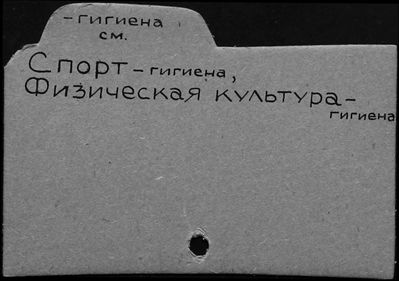 -гигиена
см.
Спорт - гигиена,
Физическая культура-
гигиена